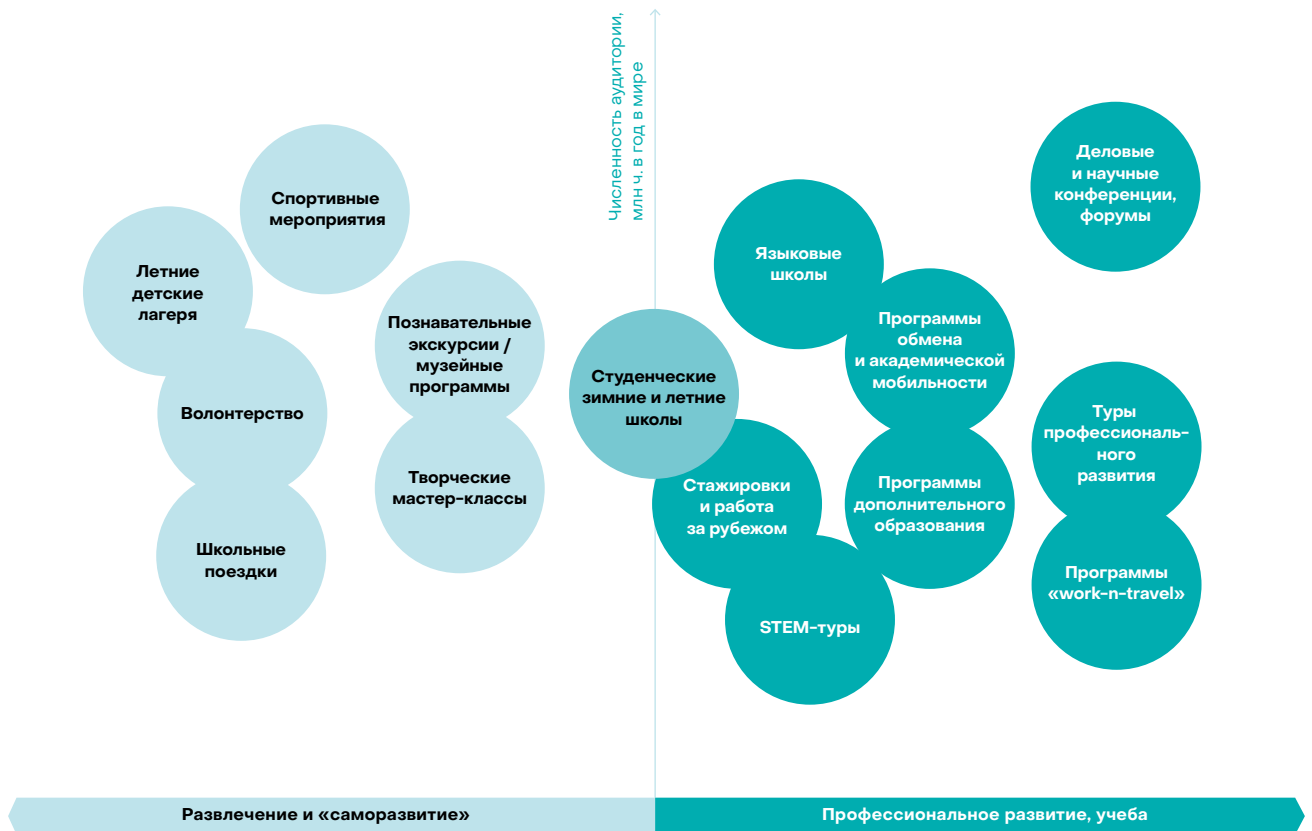 Численность аудитории,
млн ч. в год в мире
Спортивные
мероприятия
Летние
детские
лагеря
Познавательные
экскурсии /
музейные
программы
Волонтерство
Творческие
мастер-классы
Школьные
поездки
Студенческие
зимние и летние
школы
Деловые
и научные
конференции,
форумы
Языковые
школы
Программы
обмена
и академической
мобильности
Туры
профессиональ-
ного
развития
Стажировки
и работа
за рубежом
Программы
дополнительного
образования
Программы
«work-n-travel»
STEM-туры
Развлечение и «саморазвитие»
Профессиональное развитие, учеба